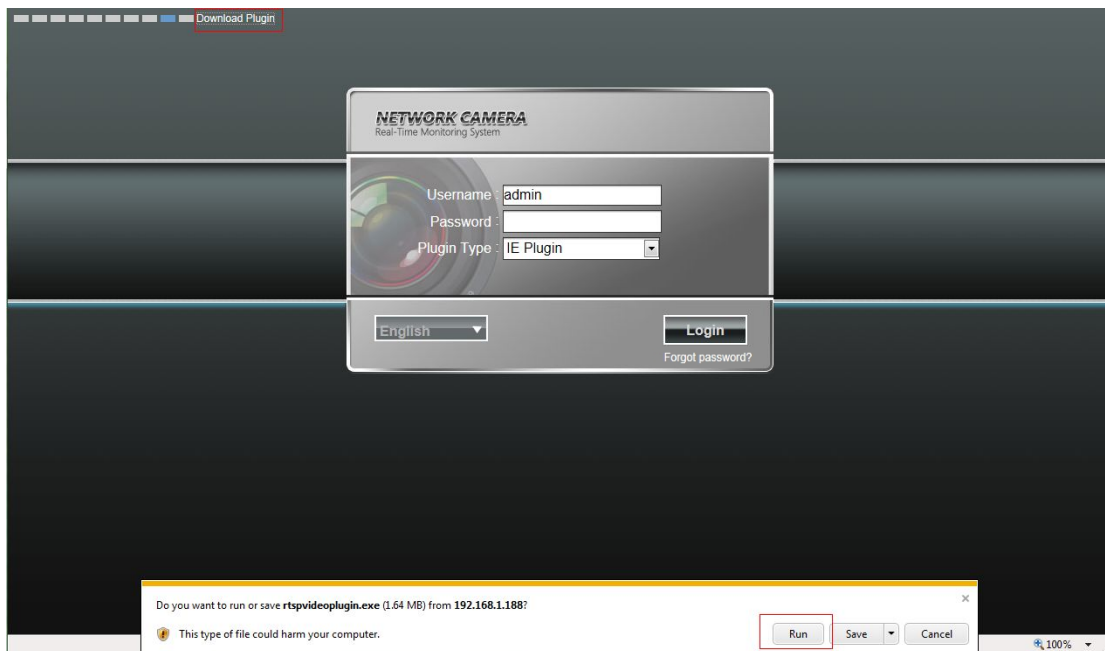 Download Plugin
NETWORK CAMERA
Real-Time Monitoring System
Username : admin
Password :
Plugin Type : IE Plugin
English
Login
Forgot password?
Do you want to run or save rtspvideoplugin.exe (1.64 MB) from 192.168.1.188?
This type of file could harm your computer.
Run Save Cancel
100%